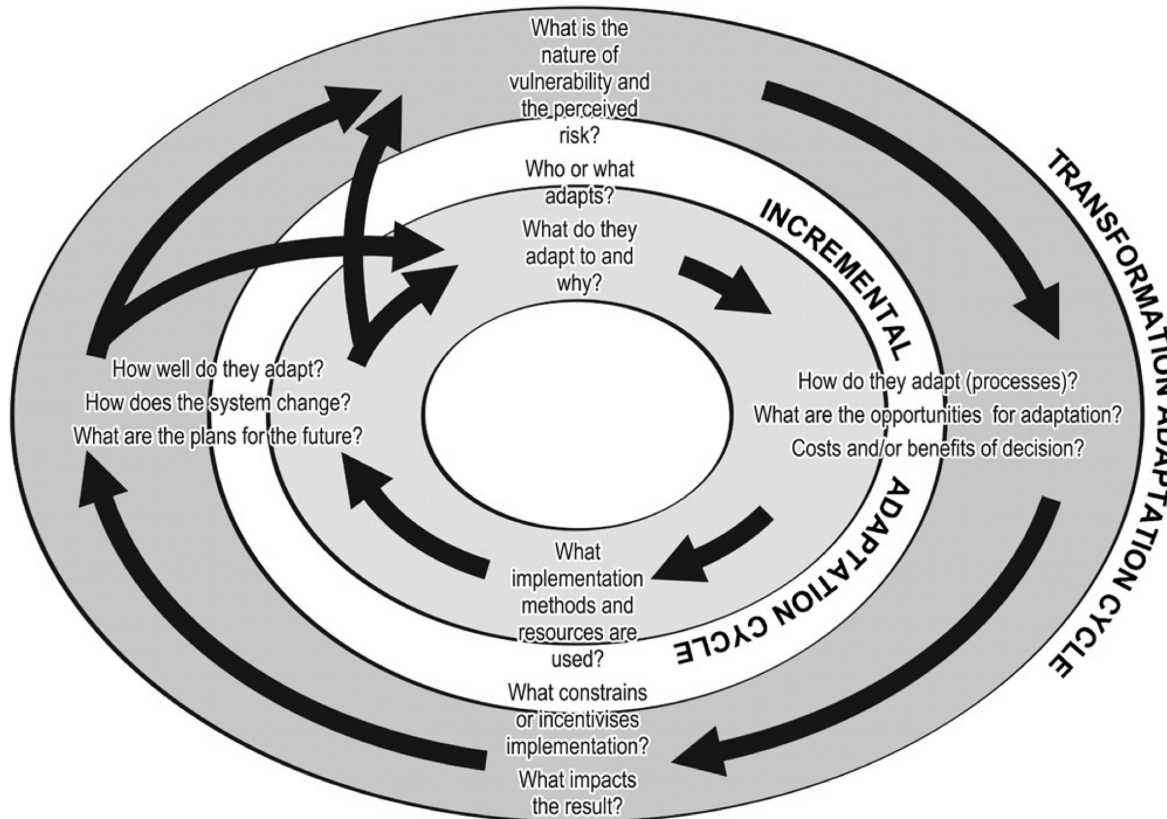 What is the
nature of
vulnerability and
the perceived
risk?
Who or what
adapts?
What do they
adapt to and
why?
INCREMENTAL
ADAPTATION CYCLE
TRANSFORMATION ADAPTATION
CYCLE
How do they adapt (processes)?
What are the opportunities for adaptation?
Costs and/or benefits of decision?
What
implementation
methods and
resources are
used?
What constrains
or incentivises
implementation?
What impacts
the result?
How well do they adapt?
How does the system change?
What are the plans for the future?